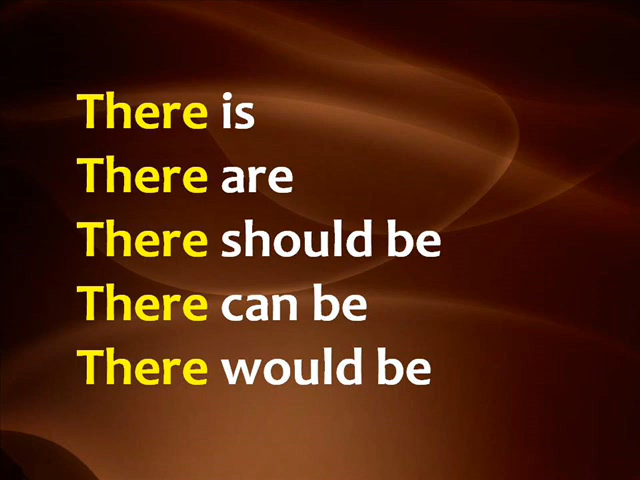 There is
There are
There should be
There can be
There would be